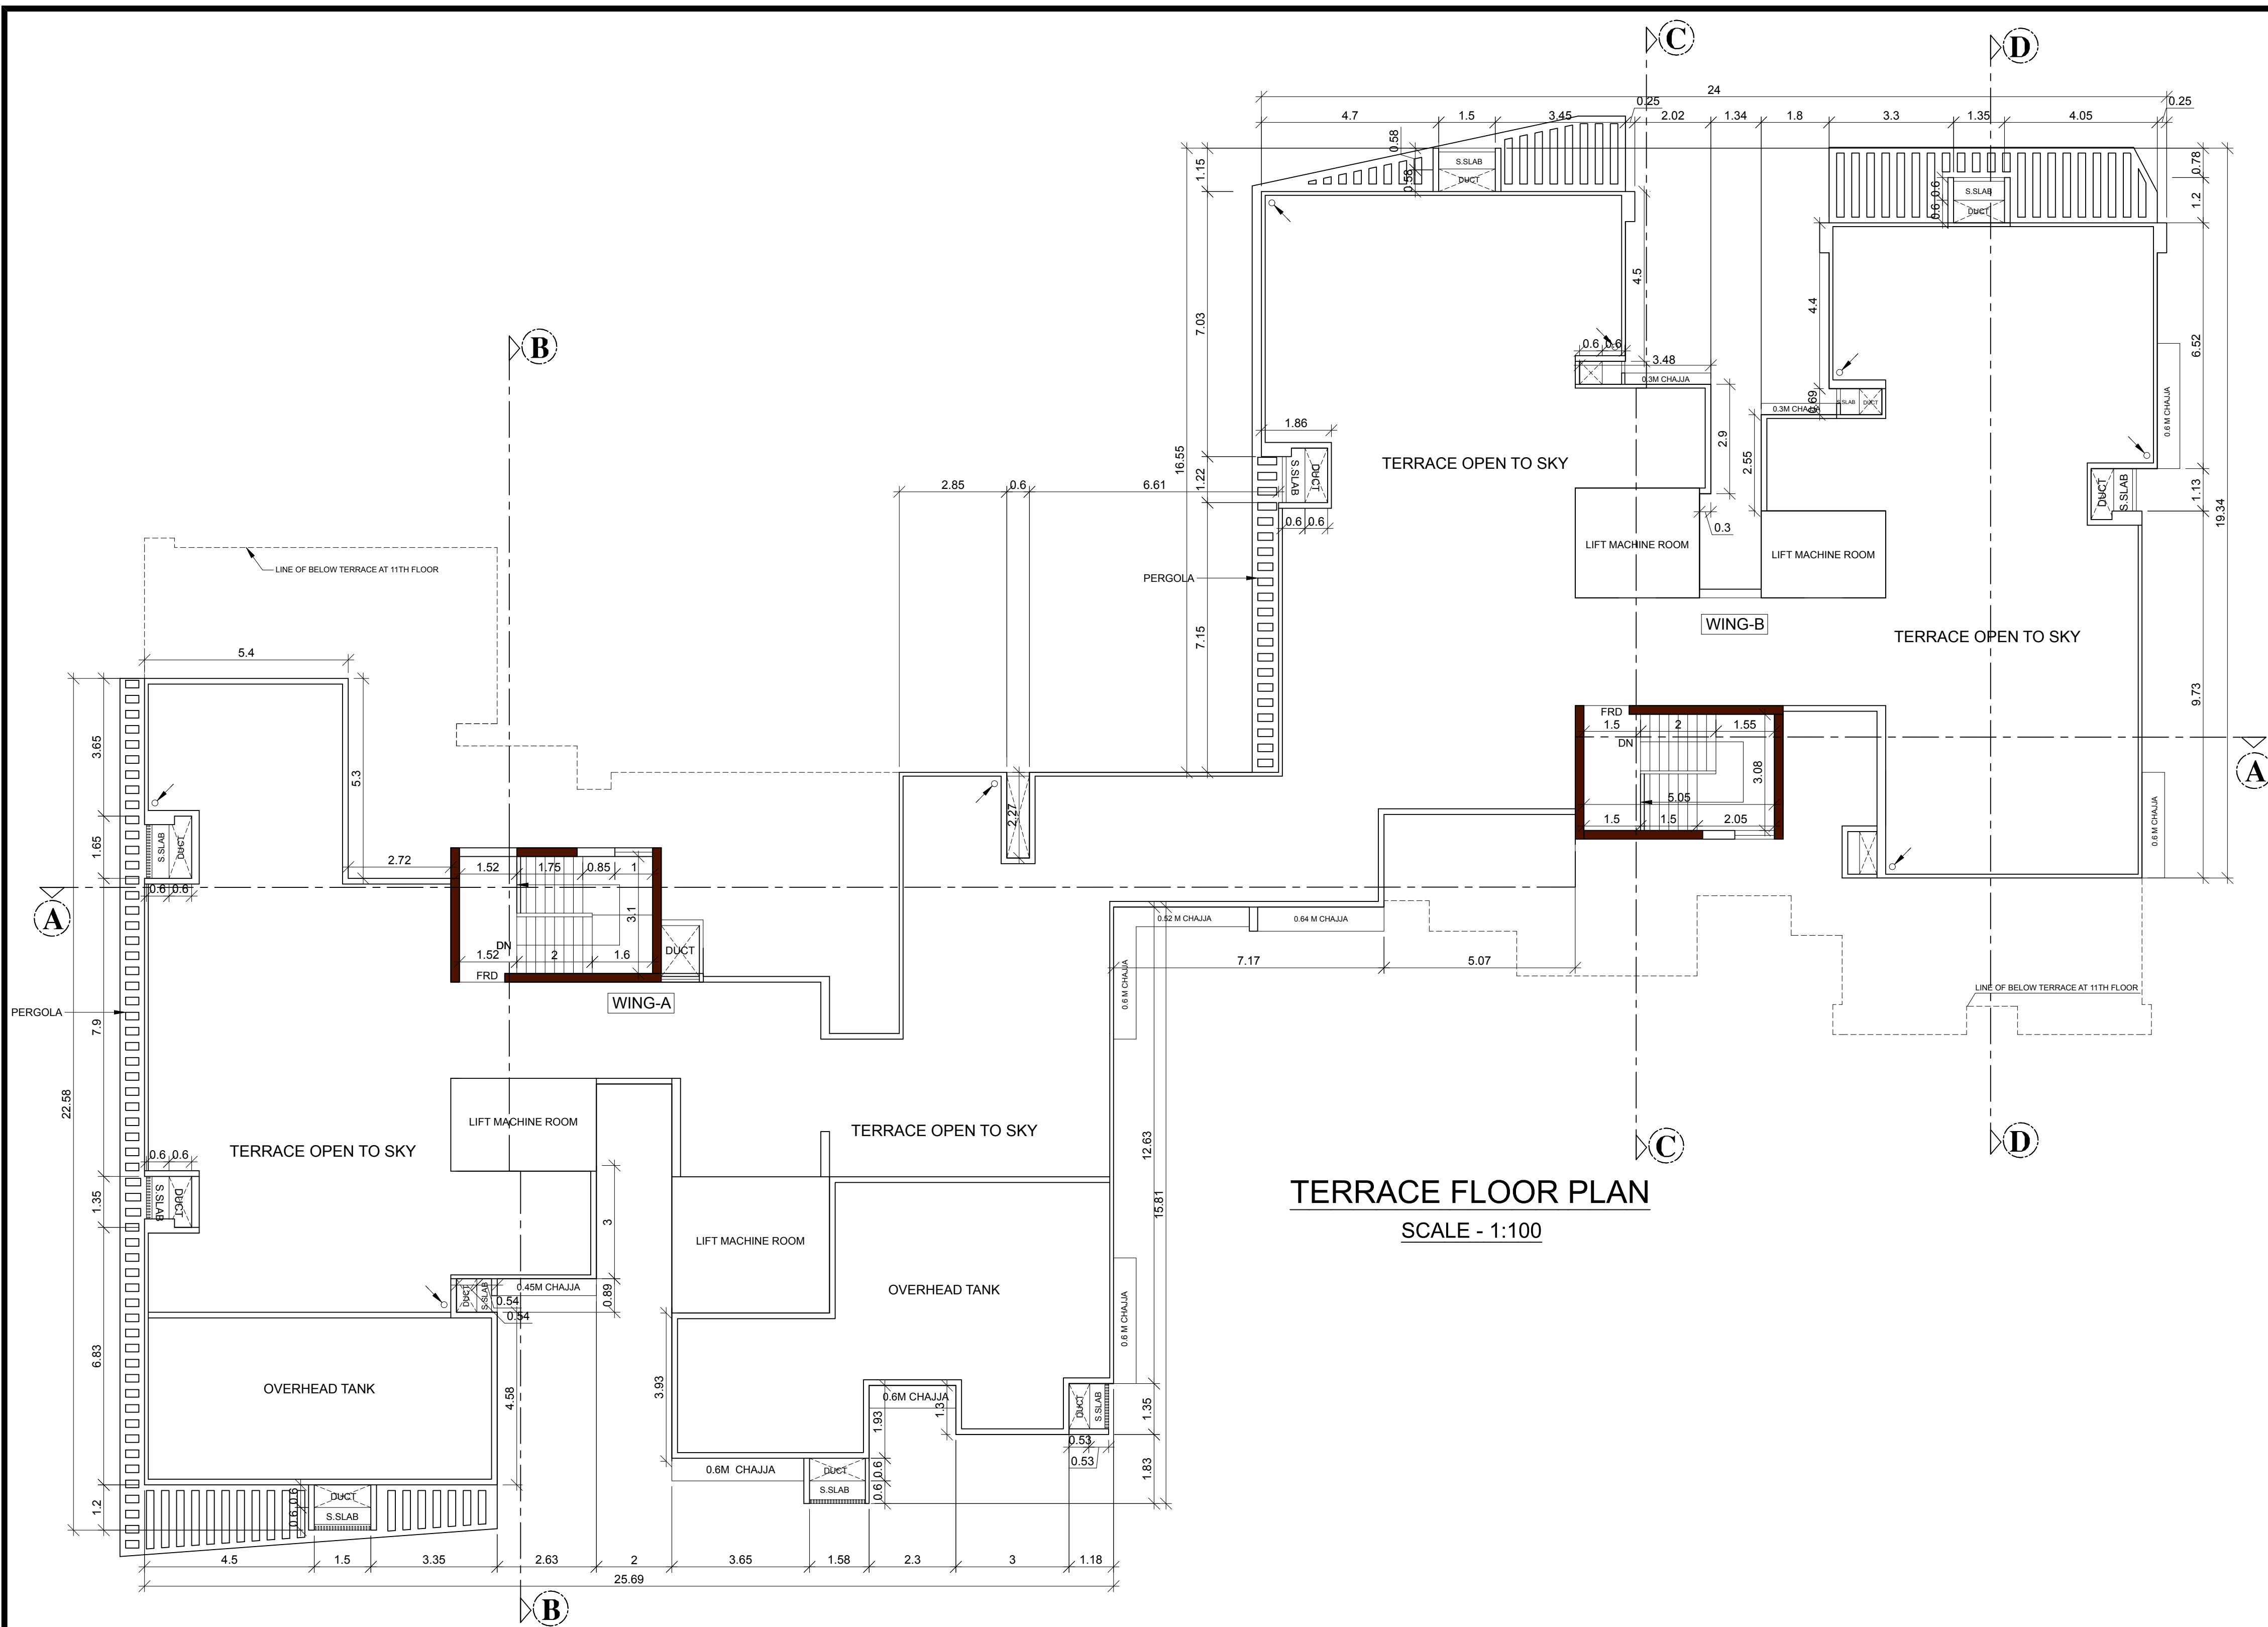 C
D
24
0.25
0.25
4.7
1.5
3.45
2.02
1.34
1.8
3.3
1.35
4.05
0.58
0.58
S.SLAB
DUCT
1.15
0.6
0.6
S.SLAB
DUCT
0.78
1.2
4.5
4.4
7.03
6.52
16.55
19.34
B
0.6
0.6
3.48
0.3M CHAJJA
0.3M CHAJJA
0.69
S.SLAB
DUCT
0.6 M CHAJJA
1.86
2.9
2.55
TERRACE OPEN TO SKY
S.SLAB
DUCT
1.22
2.85
0.6
6.61
DUCT
S.SLAB
1.13
0.6
0.6
0.3
LIFT MACHINE ROOM
LIFT MACHINE ROOM
LINE OF BELOW TERRACE AT 11TH FLOOR
PERGOLA
WING-B
7.15
TERRACE OPEN TO SKY
5.4
9.73
FRD
1.5
2
1.55
DN
3.08
A
3.65
5.3
5.05
1.5
1.5
2.05
0.6 M CHAJJA
2.27
1.65
S.SLAB
DUCT
2.72
1.52
1.75
0.85
1
0.6
0.6
3.1
A
0.52 M CHAJJA
0.64 M CHAJJA
DN
DUCT
1.52
2
1.6
7.17
5.07
FRD
0.6 M CHAJJA
LINE OF BELOW TERRACE AT 11TH FLOOR
WING-A
PERGOLA
7.9
22.58
LIFT MACHINE ROOM
TERRACE OPEN TO SKY
TERRACE OPEN TO SKY
12.63
C
D
0.6
0.6
S.SLAB
DUCT
1.35
15.81
TERRACE FLOOR PLAN
SCALE - 1:100
3
LIFT MACHINE ROOM
OVERHEAD TANK
DUCT
S.SLAB
0.45M CHAJJA
0.89
0.54
0.54
0.6 M CHAJJA
6.83
OVERHEAD TANK
4.58
3.93
0.6M CHAJJA
1.93
1.31
DUCT
S.SLAB
1.35
0.53
0.53
0.6M CHAJJA
DUCT
S.SLAB
0.6
0.6
1.83
1.2
0.6
0.6
DUCT
S.SLAB
4.5
1.5
3.35
2.63
2
3.65
1.58
2.3
3
1.18
25.69
B